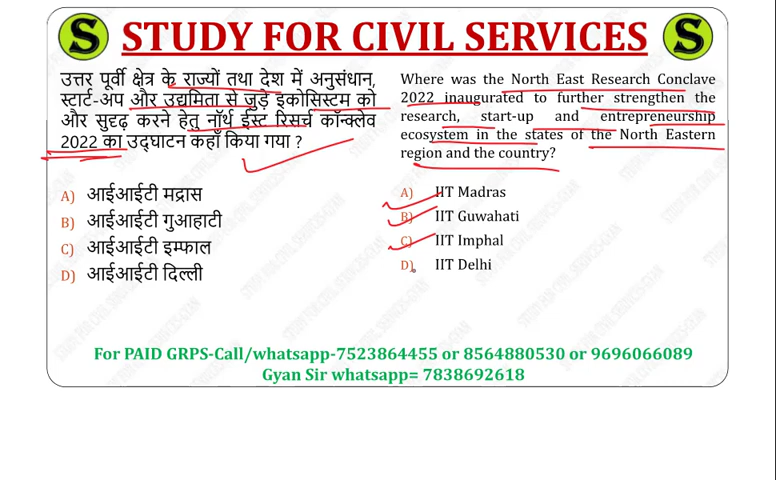 S STUDY FOR CIVIL SERVICES S
उत्तर पूर्वी क्षेत्र के राज्यों तथा देश में अनुसंधान,
स्टार्ट-अप और उद्यमिता से जुड़े इकोसिस्टम को
और सुदृढ़ करने हेतु नॉर्थ ईस्ट रिसर्च कॉन्क्लेव
2022 का उद्घाटन कहाँ किया गया ?
A) आईआईटी मद्रास
B) आईआईटी गुआहाटी
C) आईआईटी इम्फाल
D) आईआईटी दिल्ली
Where was the North East Research Conclave
2022 inaugurated to further strengthen the
research, start-up and entrepreneurship
ecosystem in the states of the North Eastern
region and the country?
A) IIT Madras
B) IIT Guwahati
C) IIT Imphal
D) IIT Delhi
For PAID GRPS-Call/whatsapp-7523864455 or 8564880530 or 9696066089
Gyan Sir whatsapp= 7838692618